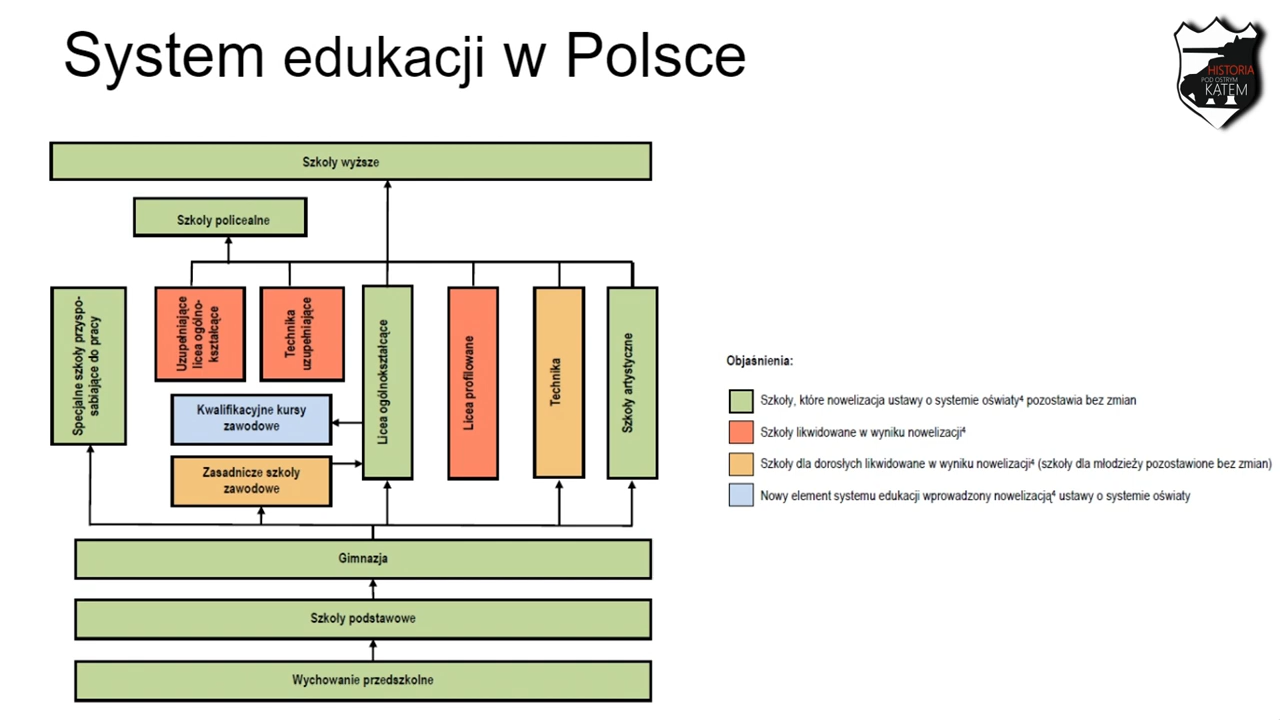 System edukacji w Polsce
HISTORIA
POD OSTRYM
KĄTEM
Szkoły wyższe
Szkoły policealne
Specjalne szkoły przyspo-
sabiające do pracy
Uzupełniające
licea ogólno-
kształcące
Technika
uzupełniające
Licea ogólnokształcące
Licea profilowane
Technika
Szkoły artystyczne
Kwalifikacyjne kursy
zawodowe
Zasadnicze szkoły
zawodowe
Gimnazja
Szkoły podstawowe
Wychowanie przedszkolne
Objaśnienia:
Szkoły, które nowelizacja ustawy o systemie oświaty⁴ pozostawia bez zmian
Szkoły likwidowane w wyniku nowelizacji⁴
Szkoły dla dorosłych likwidowane w wyniku nowelizacji⁴ (szkoły dla młodzieży pozostawione bez zmian)
Nowy element systemu edukacji wprowadzony nowelizacją⁴ ustawy o systemie oświaty